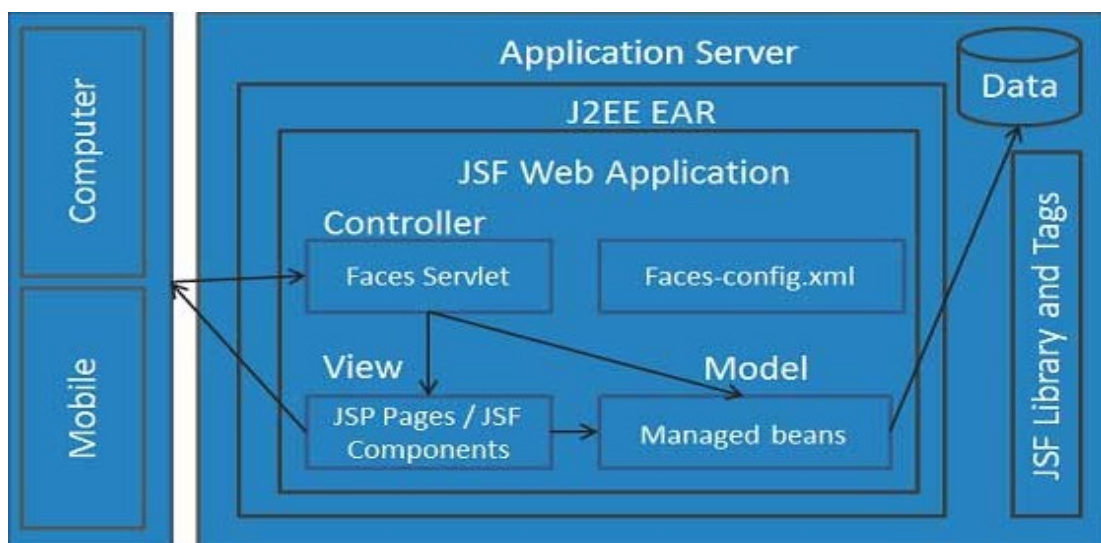 Computer
Mobile
Application Server
Data
J2EE EAR
JSF Web Application
Controller
Faces Servlet
Faces-config.xml
View
Model
JSP Pages / JSF
Components
Managed beans
JSF Library and Tags